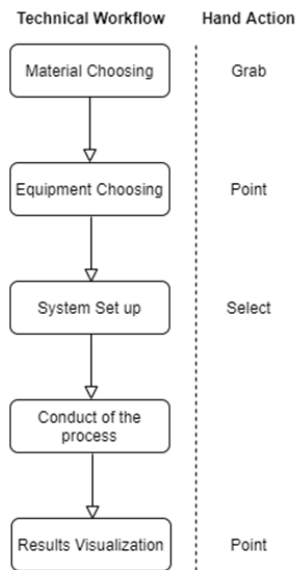 Technical Workflow Hand Action
Material Choosing Grab
Equipment Choosing Point
System Set up Select
Conduct of the
process
Results Visualization Point